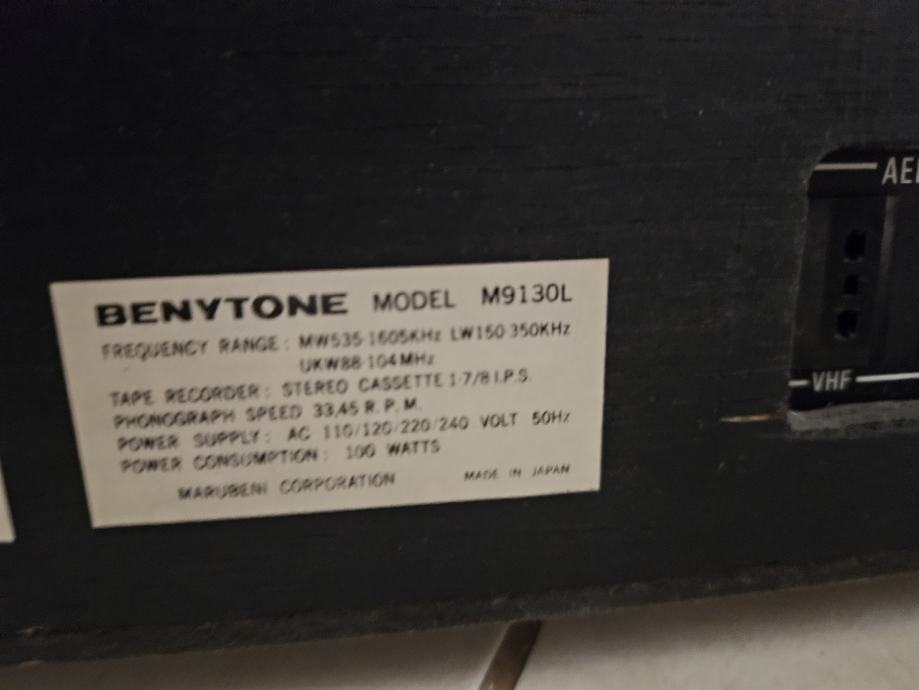 BENYTONE MODEL M9130L
FREQUENCY RANGE: MW535-1605KHz LW150-350KHz
UKW88-104MHz
TAPE RECORDER: STEREO CASSETTE 1-7/8 I.P.S.
PHONOGRAPH SPEED 33,45 R.P.M.
POWER SUPPLY: AC 110/120/220/240 VOLT 50Hz
POWER CONSUMPTION: 100 WATTS
MARUBENI CORPORATION MADE IN JAPAN
VHF